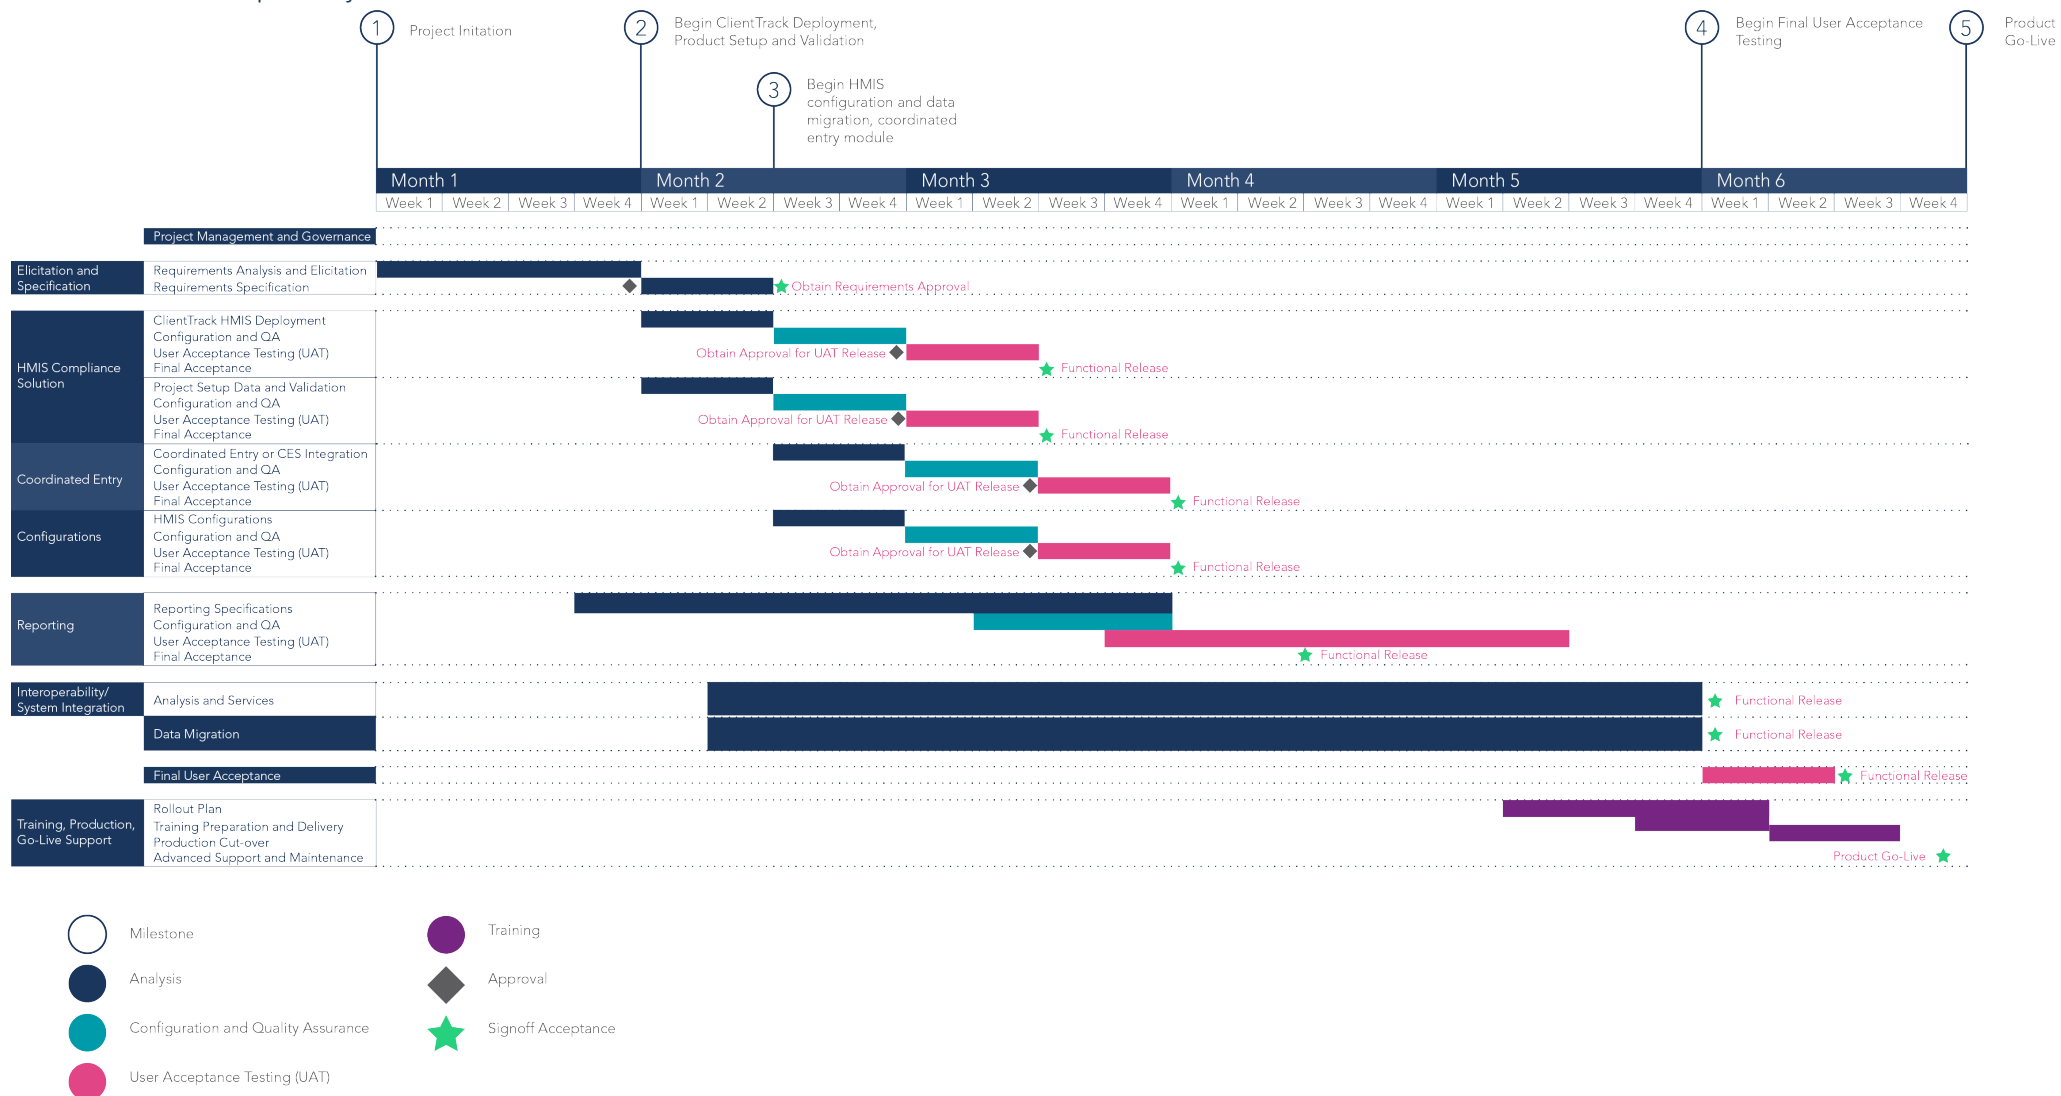 1
Project Initation
2
Begin ClientTrack Deployment,
Product Setup and Validation
3
Begin HMIS
configuration and data
migration, coordinated
entry module
4
Begin Final User Acceptance
Testing
5
Product
Go-Live
Month 1 Month 2 Month 3 Month 4 Month 5 Month 6
Week 1 Week 2 Week 3 Week 4 Week 1 Week 2 Week 3 Week 4 Week 1 Week 2 Week 3 Week 4 Week 1 Week 2 Week 3 Week 4 Week 1 Week 2 Week 3 Week 4 Week 1 Week 2 Week 3 Week 4
Project Management and Governance
Elicitation and
Specification
Requirements Analysis and Elicitation
Requirements Specification
Obtain Requirements Approval
HMIS Compliance
Solution
ClientTrack HMIS Deployment
Configuration and QA
User Acceptance Testing (UAT)
Obtain Approval for UAT Release
Final Acceptance
Functional Release
Project Setup Data and Validation
Configuration and QA
User Acceptance Testing (UAT)
Obtain Approval for UAT Release
Final Acceptance
Functional Release
Coordinated Entry
Coordinated Entry or CES Integration
Configuration and QA
User Acceptance Testing (UAT)
Obtain Approval for UAT Release
Final Acceptance
Functional Release
Configurations
HMIS Configurations
Configuration and QA
User Acceptance Testing (UAT)
Obtain Approval for UAT Release
Final Acceptance
Functional Release
Reporting
Reporting Specifications
Configuration and QA
User Acceptance Testing (UAT)
Final Acceptance
Functional Release
Interoperability/
System Integration
Analysis and Services
Functional Release
Data Migration
Functional Release
Final User Acceptance
Functional Release
Training, Production,
Go-Live Support
Rollout Plan
Training Preparation and Delivery
Production Cut-over
Advanced Support and Maintenance
Product Go-Live
Milestone
Analysis
Configuration and Quality Assurance
User Acceptance Testing (UAT)
Training
Approval
Signoff Acceptance